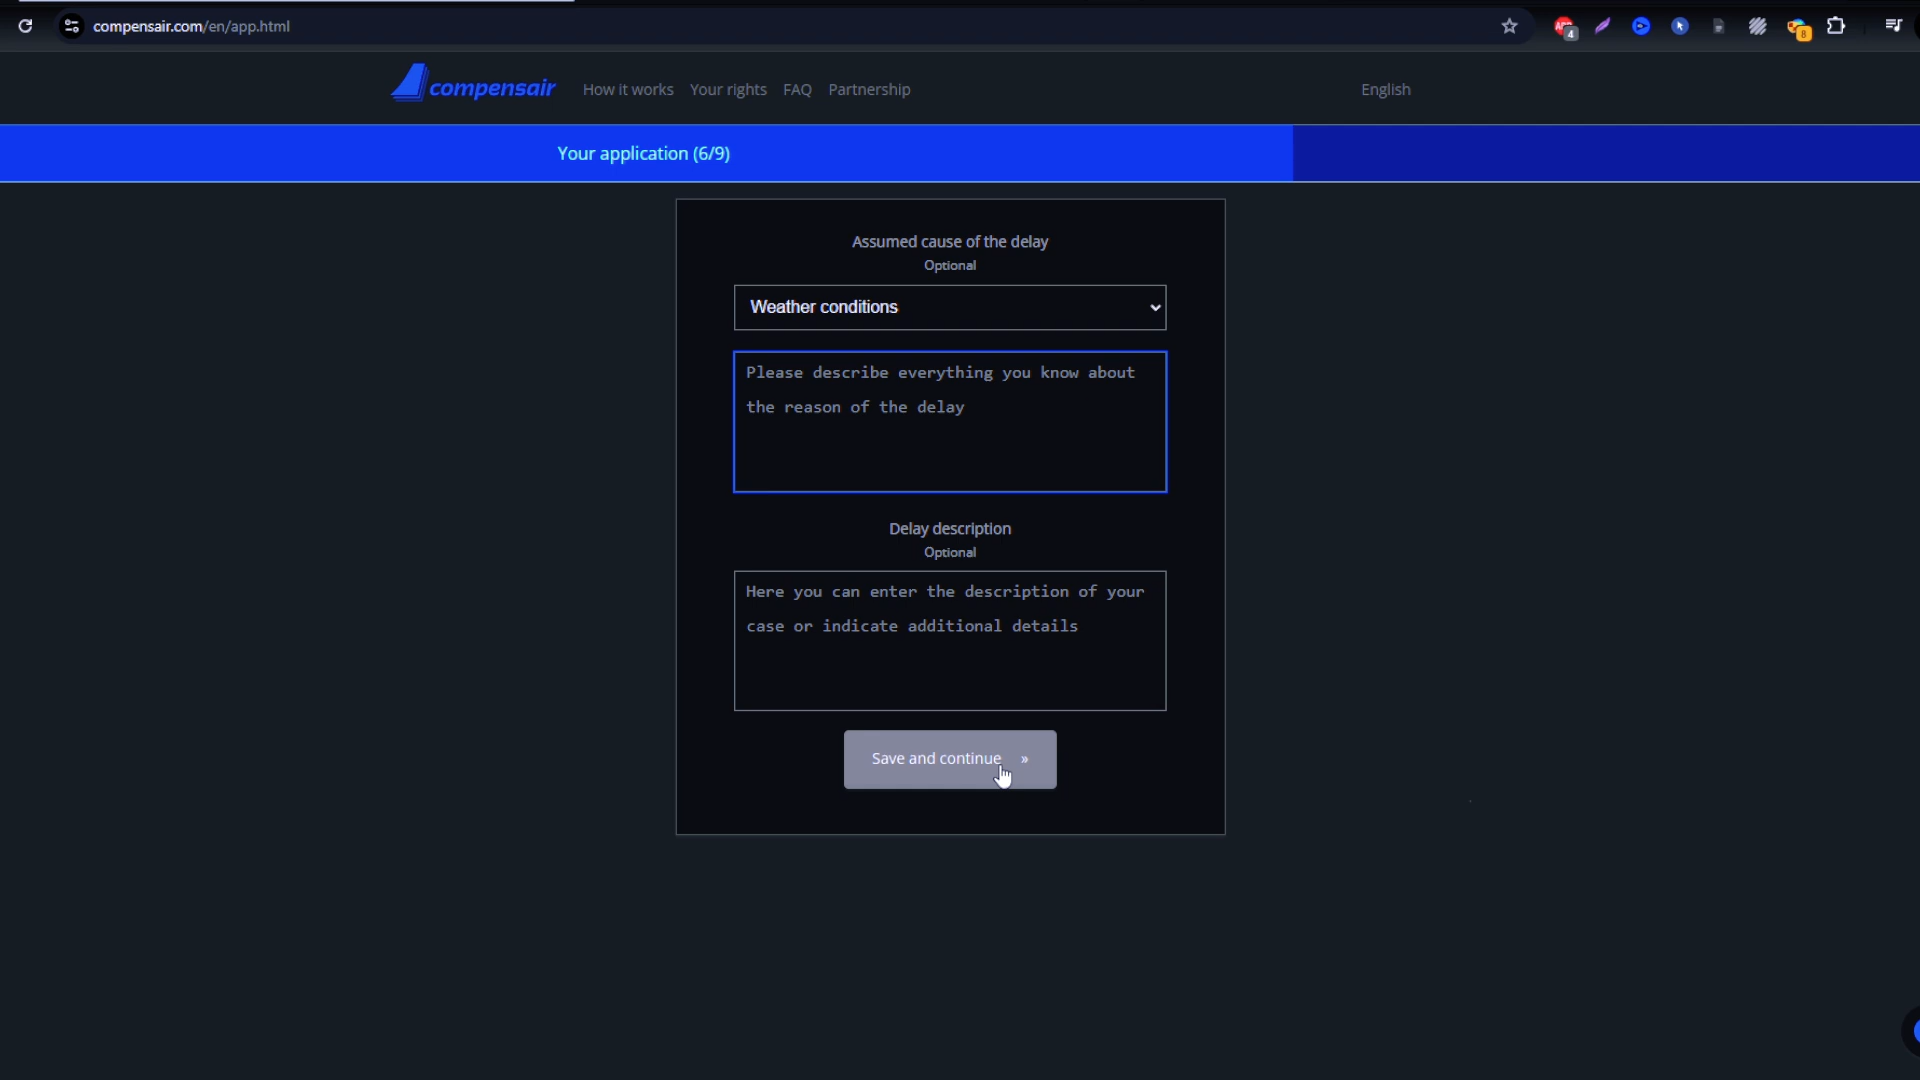 compensair.com/en/app.html
4
8
compensair
How it works Your rights FAQ Partnership
English
Your application (6/9)
Assumed cause of the delay
Optional
Weather conditions
Please describe everything you know about
the reason of the delay
Delay description
Optional
Here you can enter the description of your
case or indicate additional details
Save and continue »